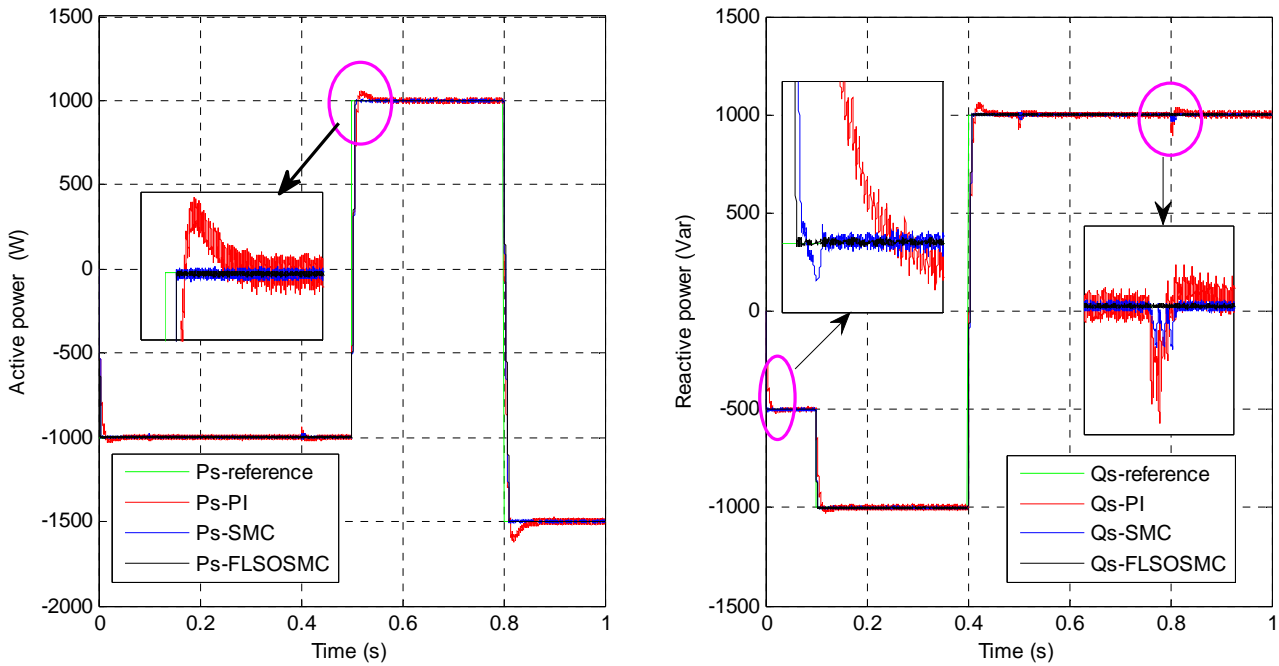 1500
1000
500
0
-500
-1000
-1500
-2000
Active power (W)
Ps-reference
Ps-PI
Ps-SMC
Ps-FLSOSMC
0 0.2 0.4 0.6 0.8 1
Time (s)
1500
1000
500
0
-500
-1000
-1500
Reactive power (Var)
Qs-reference
Qs-PI
Qs-SMC
Qs-FLSOSMC
0 0.2 0.4 0.6 0.8 1
Time (s)